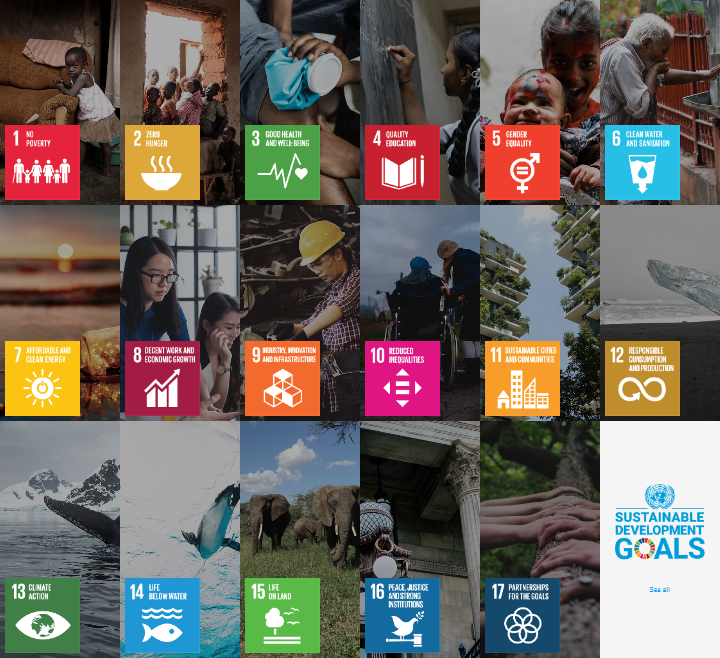 1 NO
POVERTY
2 ZERO
HUNGER
3 GOOD HEALTH
AND WELL-BEING
4 QUALITY
EDUCATION
5 GENDER
EQUALITY
6 CLEAN WATER
AND SANITATION
7 AFFORDABLE AND
CLEAN ENERGY
8 DECENT WORK AND
ECONOMIC GROWTH
9 INDUSTRY, INNOVATION
AND INFRASTRUCTURE
10 REDUCED
INEQUALITIES
11 SUSTAINABLE CITIES
AND COMMUNITIES
12 RESPONSIBLE
CONSUMPTION
AND PRODUCTION
13 CLIMATE
ACTION
14 LIFE
BELOW WATER
15 LIFE
ON LAND
16 PEACE, JUSTICE
AND STRONG
INSTITUTIONS
17 PARTNERSHIPS
FOR THE GOALS
SUSTAINABLE
DEVELOPMENT
GOALS
See all